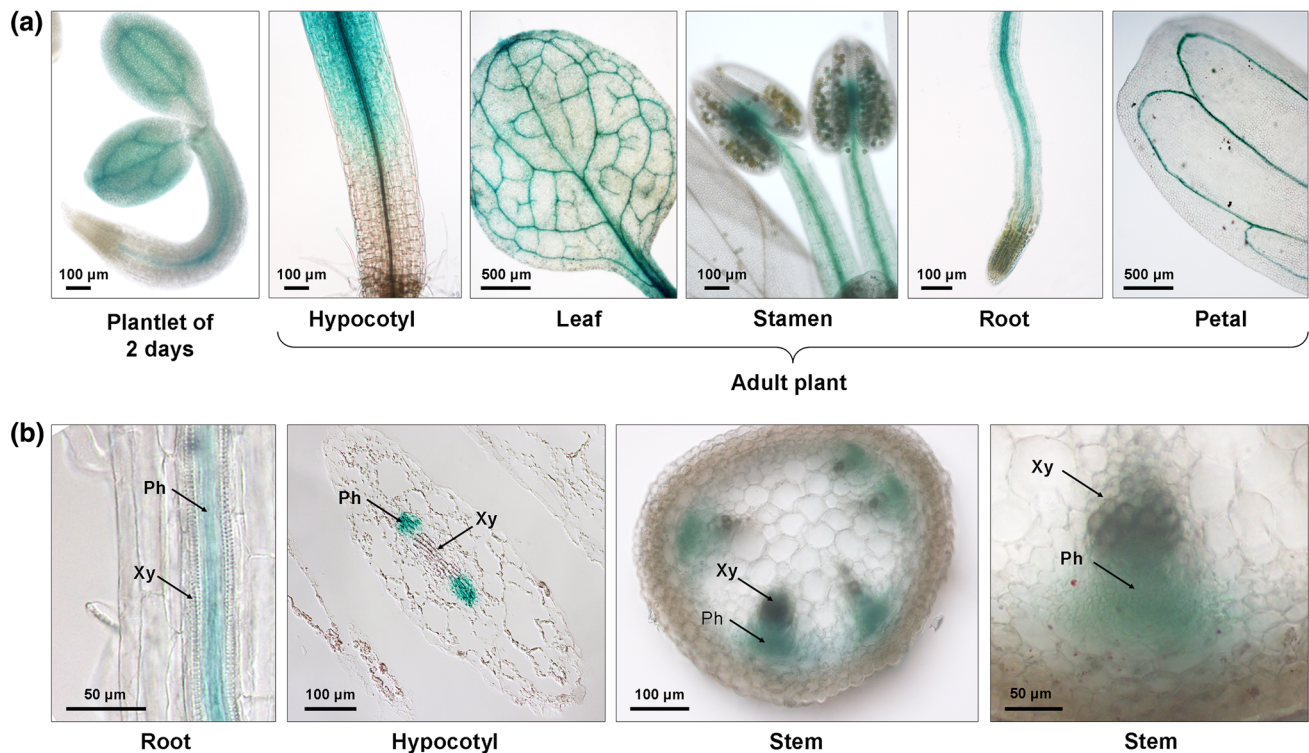 (a)
100 µm
100 µm
500 µm
100 µm
100 µm
500 µm
Plantlet of
2 days
Hypocotyl
Leaf
Stamen
Root
Petal
Adult plant
(b)
Ph
Xy
50 µm
Ph
Xy
100 µm
Xy
Ph
100 µm
Xy
Ph
50 µm
Root
Hypocotyl
Stem
Stem